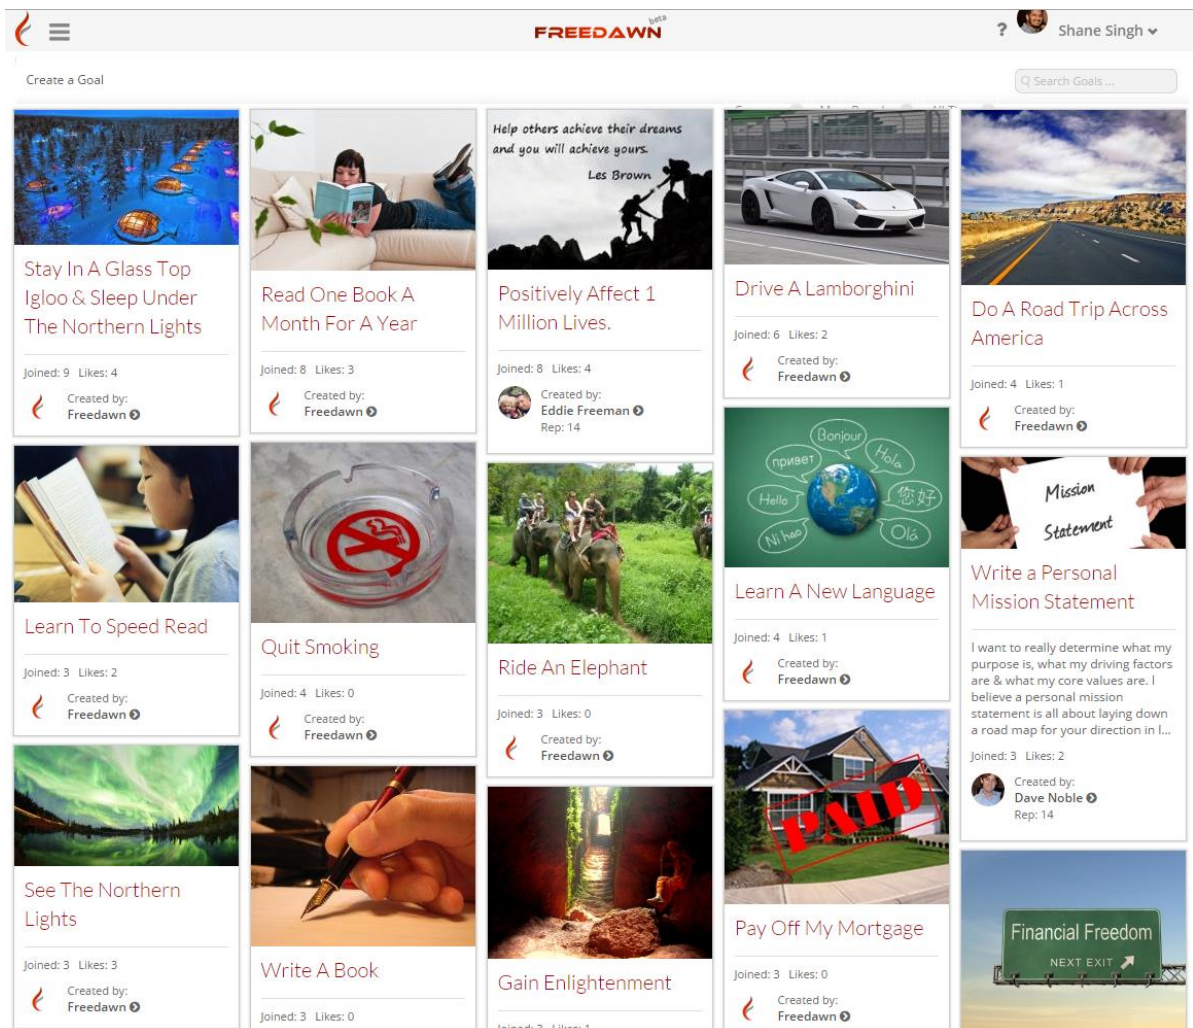 FREEDAWN beta
? Shane Singh
Create a Goal
Search Goals ...
Help others achieve their dreams
and you will achieve yours.
Les Brown
Stay In A Glass Top
Igloo & Sleep Under
The Northern Lights
Joined: 9 Likes: 4
Created by:
Freedawn
Read One Book A
Month For A Year
Joined: 8 Likes: 3
Created by:
Freedawn
Positively Affect 1
Million Lives.
Joined: 8 Likes: 4
Created by:
Eddie Freeman
Rep: 14
Drive A Lamborghini
Joined: 6 Likes: 2
Created by:
Freedawn
Do A Road Trip Across
America
Joined: 4 Likes: 1
Created by:
Freedawn
Learn To Speed Read
Joined: 3 Likes: 2
Created by:
Freedawn
Quit Smoking
Joined: 4 Likes: 0
Created by:
Freedawn
Ride An Elephant
Joined: 3 Likes: 0
Created by:
Freedawn
Bonjour
привет
Hola
Hello
您好
Ni hao
Olá
Learn A New Language
Joined: 4 Likes: 1
Created by:
Freedawn
Mission
Statement
Write a Personal
Mission Statement
I want to really determine what my
purpose is, what my driving factors
are & what my core values are. I
believe a personal mission
statement is all about laying down
a road map for your direction in l...
Joined: 3 Likes: 2
Created by:
Dave Noble
Rep: 14
See The Northern
Lights
Joined: 3 Likes: 3
Created by:
Freedawn
Write A Book
Joined: 3 Likes: 0
Gain Enlightenment
PAID
Pay Off My Mortgage
Joined: 3 Likes: 0
Created by:
Freedawn
Financial Freedom
NEXT EXIT